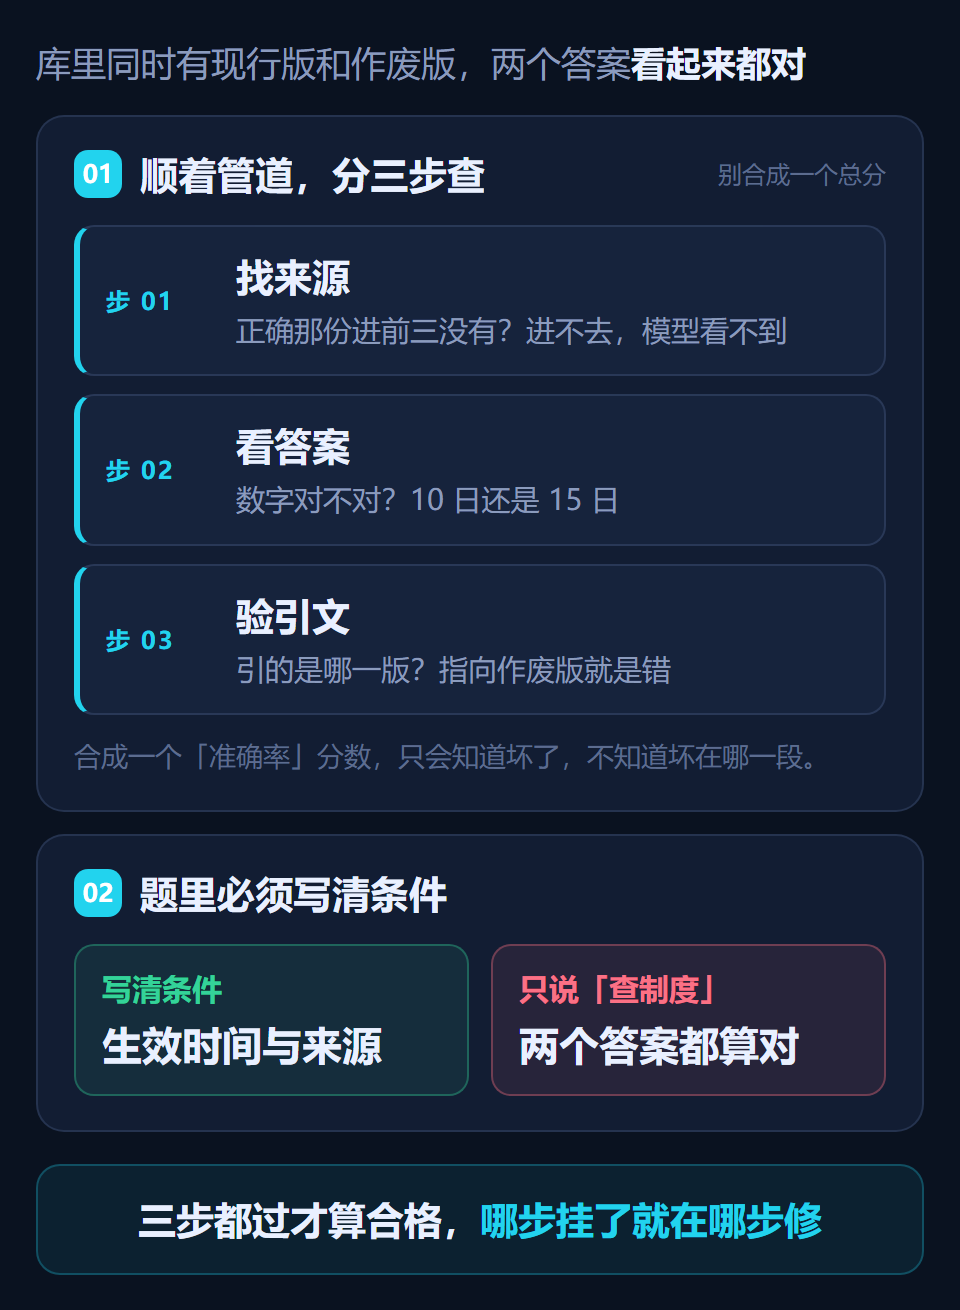 库里同时有现行版和作废版，两个答案看起来都对
01 顺着管道，分三步查 别合成一个总分
步 01
找来源
正确那份进前三没有？进不去，模型看不到
步 02
看答案
数字对不对？10 日还是 15 日
步 03
验引文
引的是哪一版？指向作废版就是错
合成一个「准确率」分数，只会知道坏了，不知道坏在哪一段。
02 题里必须写清条件
写清条件
生效时间与来源
只说「查制度」
两个答案都算对
三步都过才算合格，哪步挂了就在哪步修